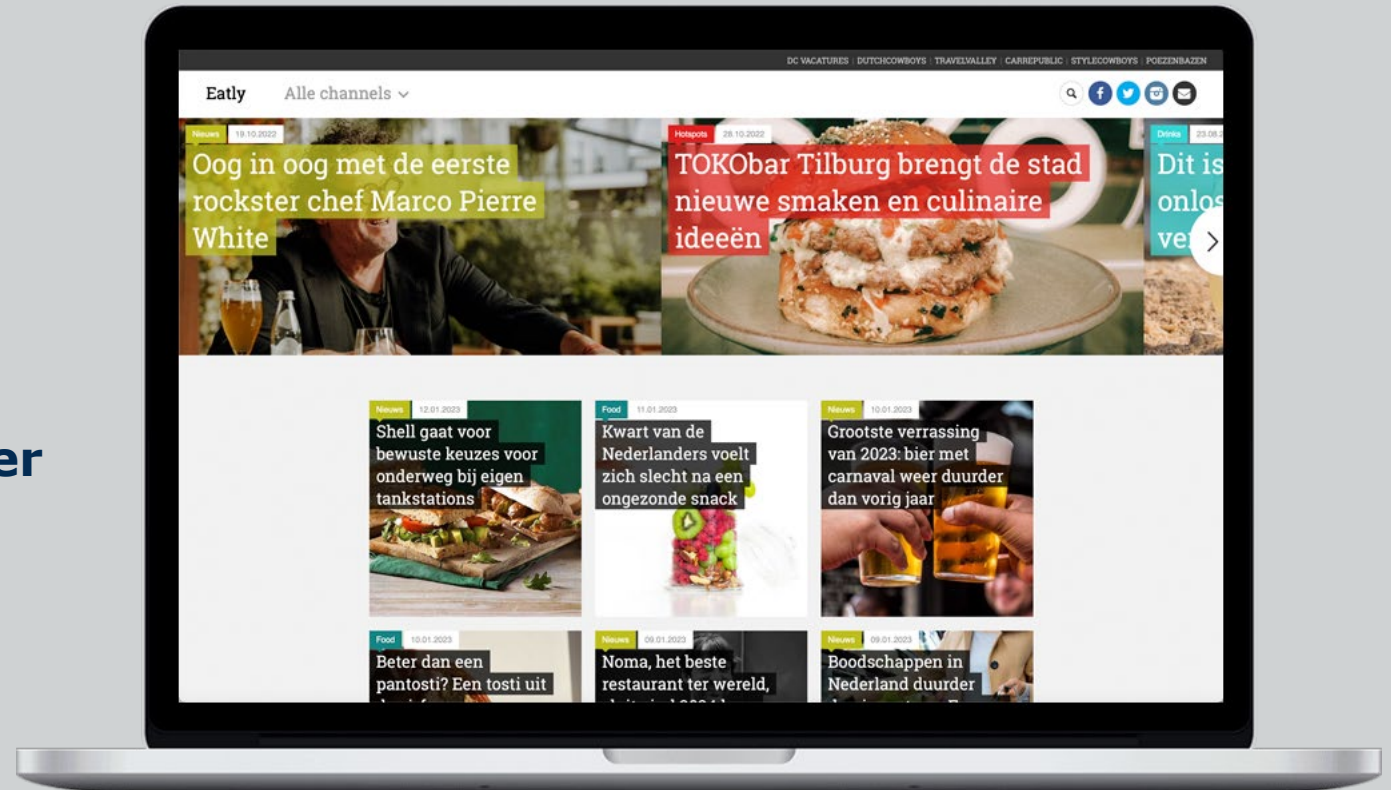 DC VACATURES | DUTCHCOWBOYS | TRAVELVALLEY | CARREPUBLIC | STYLECOWBOYS | POEZENBAZEN
Eatly Alle channels
Nieuws 19.10.2022
Oog in oog met de eerste
rockster chef Marco Pierre
White
Hotspots 28.10.2022
TOKObar Tilburg brengt de stad
nieuwe smaken en culinaire
ideeën
Drinks 23.08.2
Dit is
onlos
ver
er
Nieuws 12.01.2023
Shell gaat voor
bewuste keuzes voor
onderweg bij eigen
tankstations
Food 11.01.2023
Kwart van de
Nederlanders voelt
zich slecht na een
ongezonde snack
Nieuws 10.01.2023
Grootste verrassing
van 2023: bier met
carnaval weer duurder
dan vorig jaar
Food 10.01.2023
Beter dan een
pantosti? Een tosti uit
Nieuws 09.01.2023
Noma, het beste
restaurant ter wereld,
Nieuws 09.01.2023
Boodschappen in
Nederland duurder